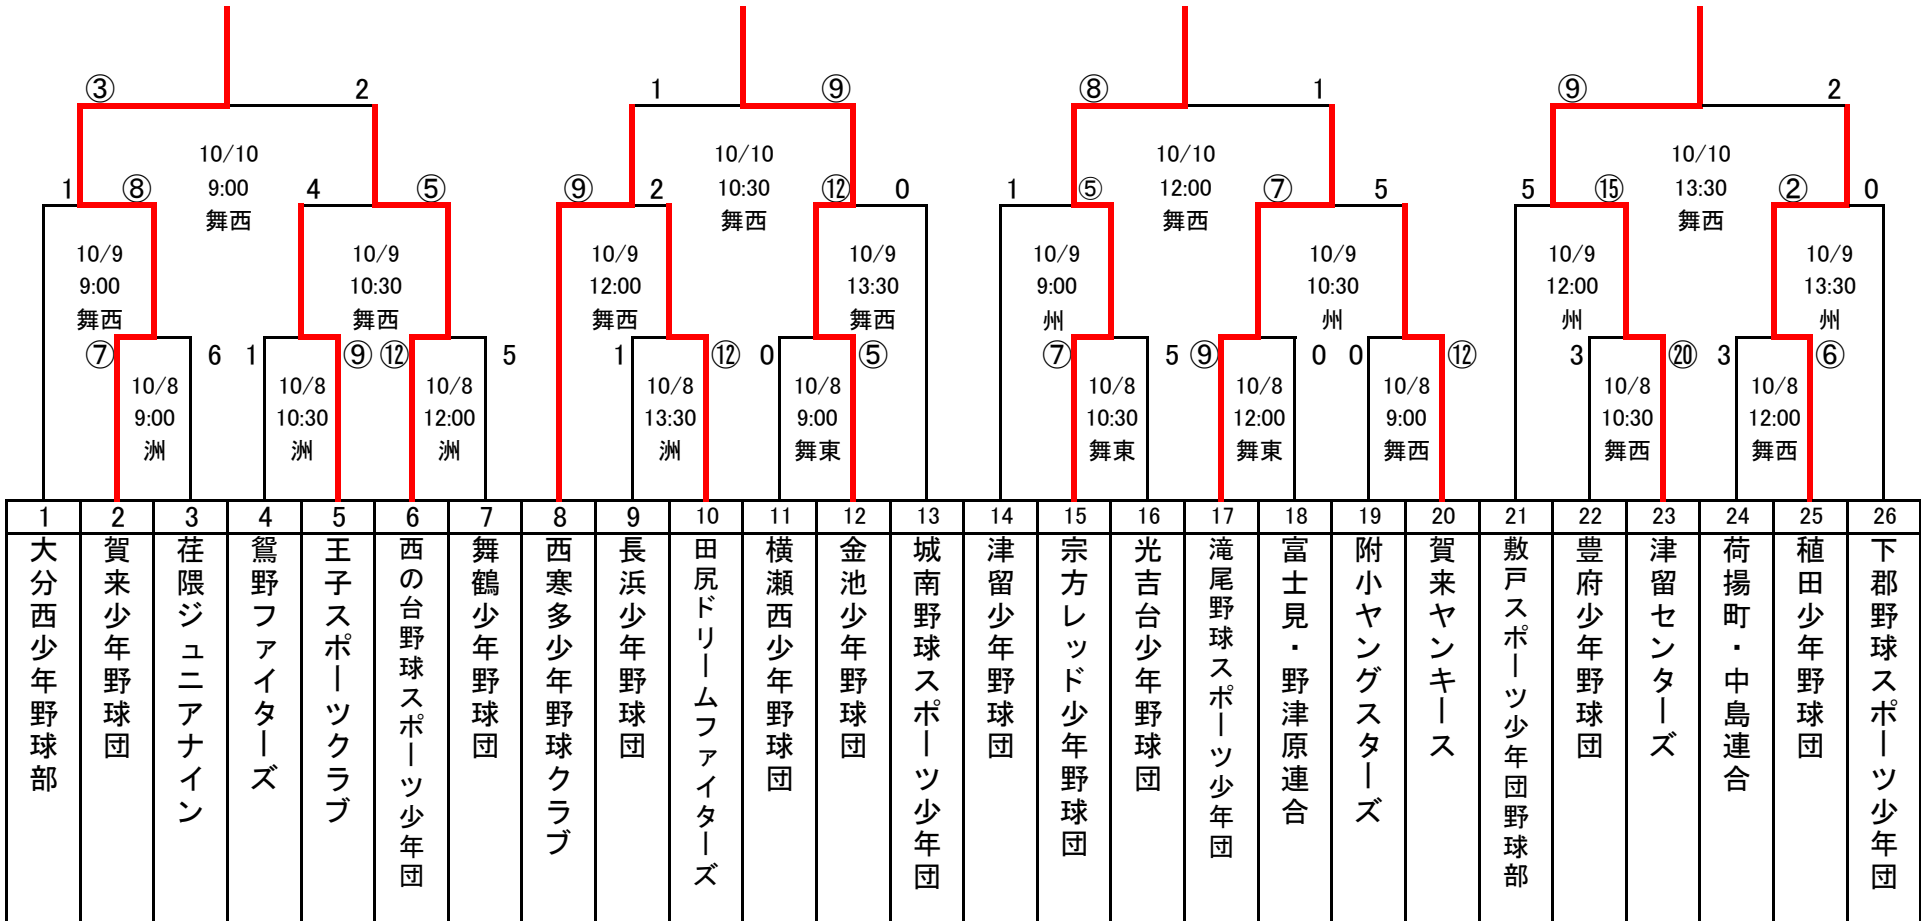 ③ 2 1 ⑨ ⑧ 1 ⑨ 2
10/10 10/10 10/10 10/10
9:00 10:30 12:00 13:30
舞西 舞西 舞西 舞西
1 ⑧ 4 ⑤ ⑨ 2 ⑫ 0 1 ⑤ ⑦ 5 5 ⑮ ② 0
10/9 10/9 10/9 10/9 10/9 10/9 10/9 10/9
9:00 10:30 12:00 13:30 9:00 10:30 12:00 13:30
舞西 舞西 舞西 舞西 州 州 州 州
⑦ 6 1 ⑨ ⑫ 5 1 ⑫ 0 ⑤ ⑦ 5 ⑨ 0 0 ⑫ 3 ⑳ 3 ⑥
10/8 10/8 10/8 10/8 10/8 10/8 10/8 10/8 10/8 10/8
9:00 10:30 12:00 13:30 9:00 10:30 12:00 9:00 10:30 12:00
洲 洲 洲 洲 舞東 舞東 舞東 舞西 舞西 舞西
1 2 3 4 5 6 7 8 9 10 11 12 13 14 15 16 17 18 19 20 21 22 23 24 25 26
大分西少年野球部
賀来少年野球団
荏隈ジュニアナイン
鴛野ファイターズ
王子スポーツクラブ
西の台野球スポーツ少年団
舞鶴少年野球団
西寒多少年野球クラブ
長浜少年野球団
田尻ドリームファイターズ
横瀬西少年野球団
金池少年野球団
城南野球スポーツ少年団
津留少年野球団
宗方レッド少年野球団
光吉台少年野球団
滝尾野球スポーツ少年団
富士見・野津原連合
附小ヤングスターズ
賀来ヤンキース
敷戸スポーツ少年団野球部
豊府少年野球団
津留センターズ
荷揚町・中島連合
稙田少年野球団
下郡野球スポーツ少年団